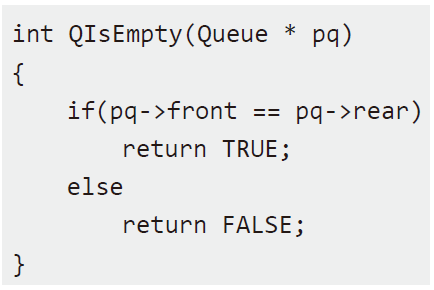 int QIsEmpty(Queue * pq)
{
    if(pq->front == pq->rear)
        return TRUE;
    else
        return FALSE;
}